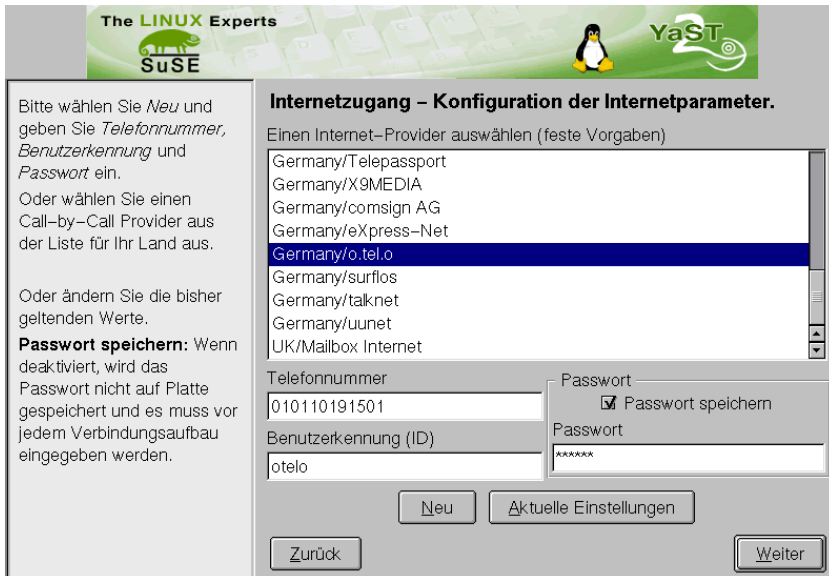 The LINUX Experts
SuSE
YaST2
Bitte wählen Sie Neu und
geben Sie Telefonnummer,
Benutzerkennung und
Passwort ein.
Oder wählen Sie einen
Call–by–Call Provider aus
der Liste für Ihr Land aus.
Oder ändern Sie die bisher
geltenden Werte.
Passwort speichern: Wenn
deaktiviert, wird das
Passwort nicht auf Platte
gespeichert und es muss vor
jedem Verbindungsaufbau
eingegeben werden.
Internetzugang – Konfiguration der Internetparameter.
Einen Internet–Provider auswählen (feste Vorgaben)
Germany/Telepassport
Germany/X9MEDIA
Germany/comsign AG
Germany/eXpress–Net
Germany/o.tel.o
Germany/surflos
Germany/talknet
Germany/uunet
UK/Mailbox Internet
Telefonnummer
010110191501
Benutzerkennung (ID)
otelo
Passwort
Passwort speichern
Passwort
******
Neu
Aktuelle Einstellungen
Zurück
Weiter